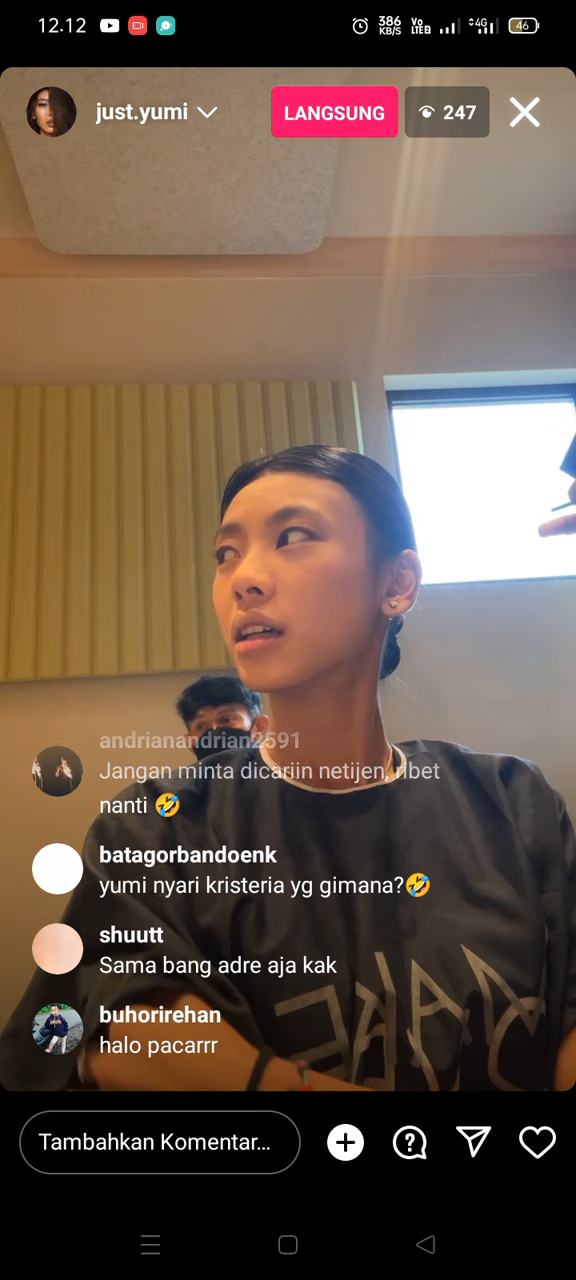 12.12
386
KB/S
Vo
LTE2
4G
46
just.yumi
LANGSUNG
247
andrianandrian2591
Jangan minta dicariin netijen, ribet
nanti 🤣
batagorbandoenk
yumi nyari kristeria yg gimana?🤣
shuutt
Sama bang adre aja kak
buhorirehan
halo pacarrr
Tambahkan Komentar...